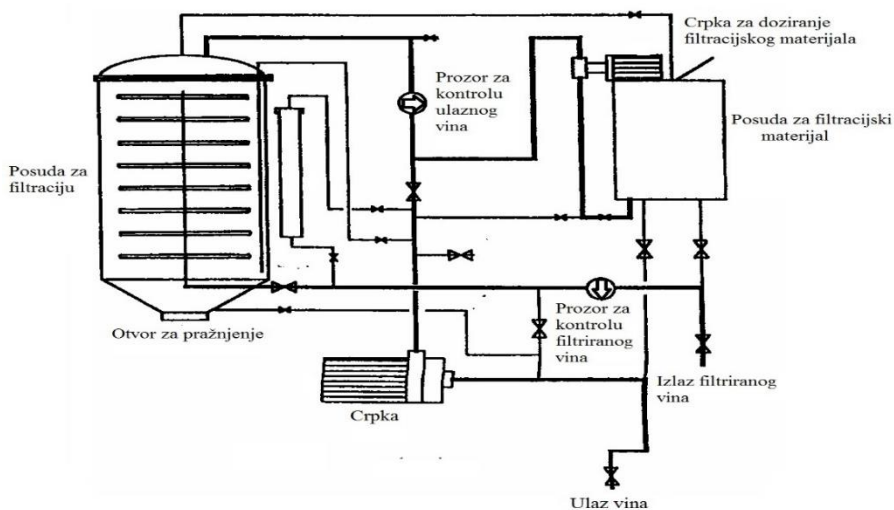 Crpka za doziranje
filtracijskog materijala
Prozor za
kontrolu
ulaznog
vina
Posuda za filtracijski
materijal
Posuda za
filtraciju
Otvor za pražnjenje
Prozor za
kontrolu
filtriranog
vina
Izlaz filtriranog
vina
Crpka
Ulaz vina